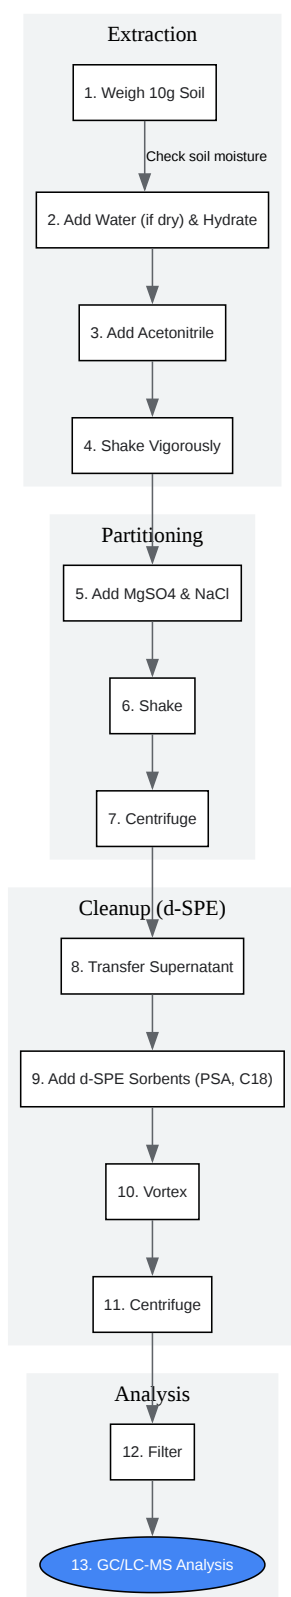 Extraction
1. Weigh 10g Soil
Check soil moisture
2. Add Water (if dry) & Hydrate
3. Add Acetonitrile
4. Shake Vigorously
Partitioning
5. Add MgSO4 & NaCl
6. Shake
7. Centrifuge
Cleanup (d-SPE)
8. Transfer Supernatant
9. Add d-SPE Sorbents (PSA, C18)
10. Vortex
11. Centrifuge
Analysis
12. Filter
13. GC/LC-MS Analysis